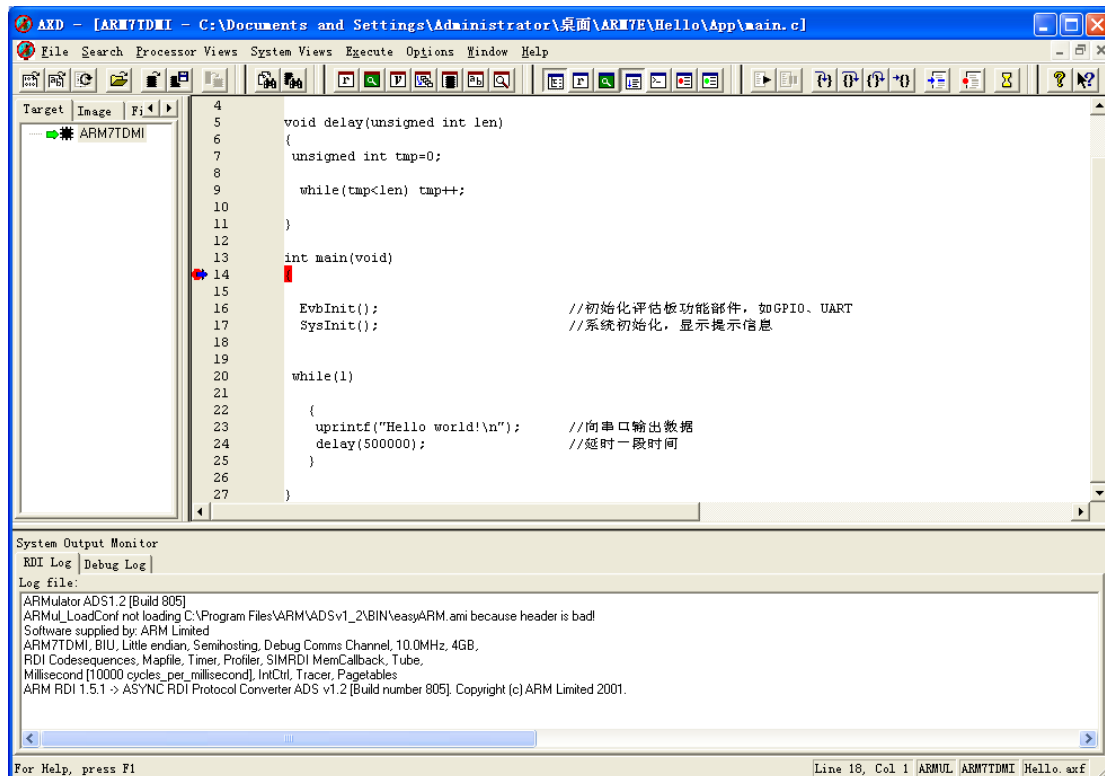 AXD - [ARM7TDMI - C:\Documents and Settings\Administrator\桌面\ARM7E\Hello\App\main.c]
File Search Processor Views System Views Execute Options Window Help
Target Image Fi
ARM7TDMI
4
5 void delay(unsigned int len)
6 {
7 unsigned int tmp=0;
8
9 while(tmp<len) tmp++;
10
11 }
12
13 int main(void)
14 {
15
16 EvbInit(); //初始化评估板功能部件，如GPIO、UART
17 SysInit(); //系统初始化，显示提示信息
18
19
20 while(1)
21
22 {
23 uprintf("Hello world!\n"); //向串口输出数据
24 delay(500000); //延时一段时间
25 }
26
27 }
System Output Monitor
RDI Log Debug Log
Log file:
ARMulator ADS1.2 [Build 805]
ARMul_LoadConf not loading C:\Program Files\ARM\ADSv1_2\BIN\easyARM.ami because header is bad!
Software supplied by: ARM Limited
ARM7TDMI, BIU, Little endian, Semihosting, Debug Comms Channel, 10.0MHz, 4GB,
RDI Codesequences, Mapfile, Timer, Profiler, SIMRDI MemCallback, Tube,
Millisecond [10000 cycles_per_millisecond], IntCtrl, Tracer, Pagetables
ARM RDI 1.5.1 -> ASYNC RDI Protocol Converter ADS v1.2 [Build number 805]. Copyright (c) ARM Limited 2001.
For Help, press F1 Line 18, Col 1 ARMUL ARM7TDMI Hello.axf